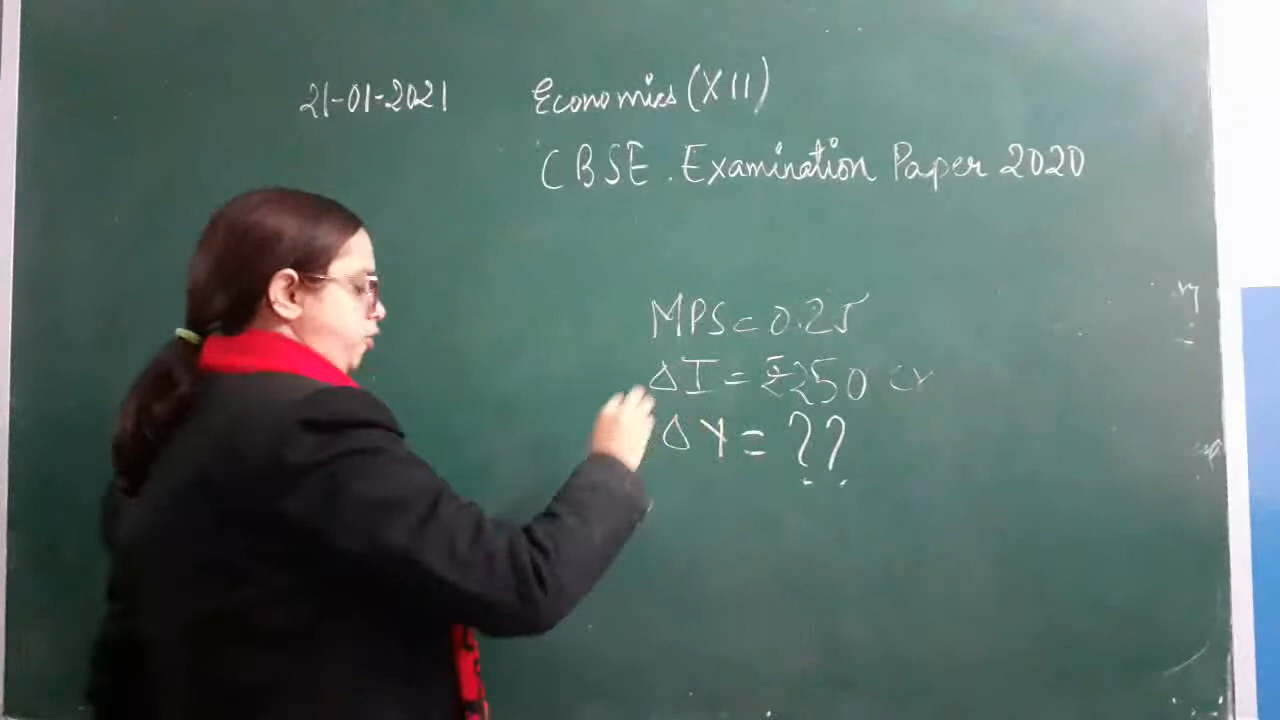 21-01-2021 Economics (XII)
CBSE. Examination Paper 2020
MPS = 0.25
ΔI = ₹250 cr
ΔY = ??